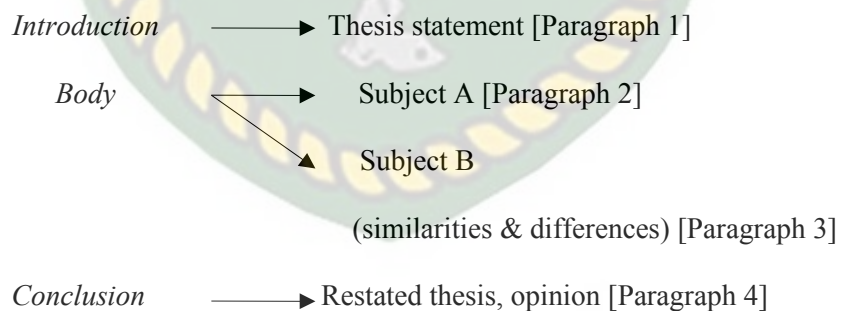 Introduction Thesis statement [Paragraph 1]
Body Subject A [Paragraph 2]
Subject B
(similarities & differences) [Paragraph 3]
Conclusion Restated thesis, opinion [Paragraph 4]